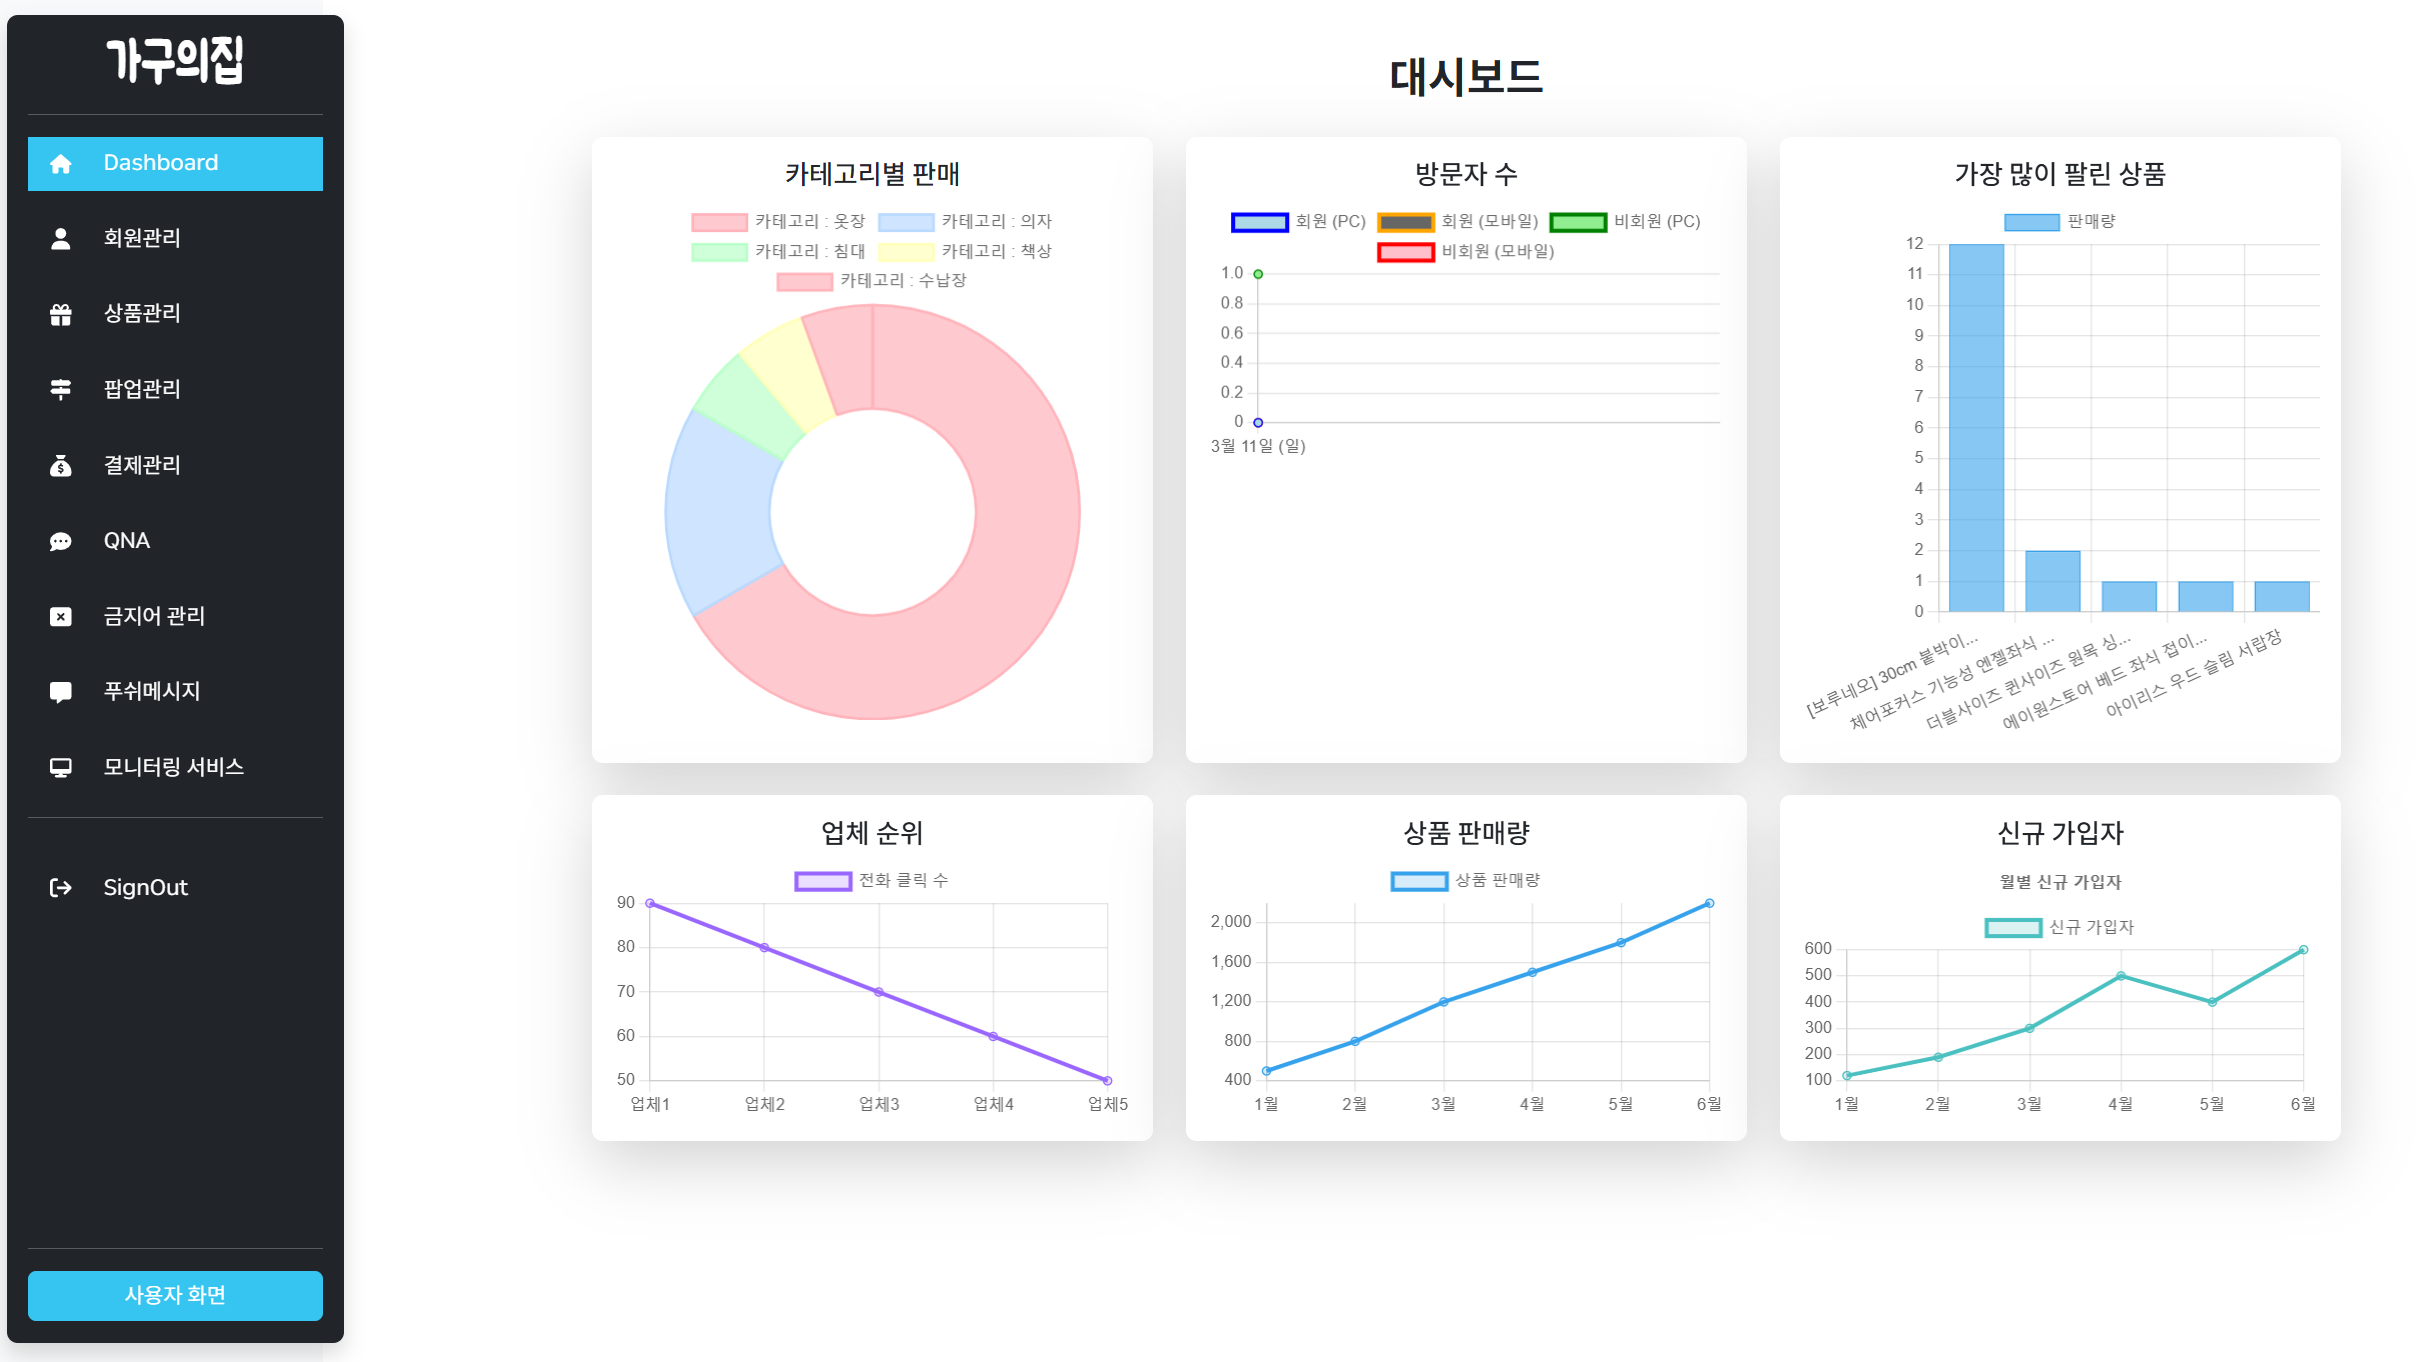 가구의집
Dashboard
회원관리
상품관리
팝업관리
결제관리
QNA
금지어 관리
푸쉬메시지
모니터링 서비스
SignOut
사용자 화면
대시보드
카테고리별 판매
카테고리 : 옷장 카테고리 : 의자
카테고리 : 침대 카테고리 : 책상
카테고리 : 수납장
방문자 수
회원 (PC) 회원 (모바일) 비회원 (PC)
비회원 (모바일)
1.0
0.8
0.6
0.4
0.2
0
3월 11일 (일)
가장 많이 팔린 상품
판매량
12
11
10
9
8
7
6
5
4
3
2
1
0
[보루네오] 30cm 붙박이...
체어포커스 기능성 엔젤좌식 ...
더블사이즈 퀸사이즈 원목 싱...
에이원스토어 베드 좌식 접이...
아이리스 우드 슬림 서랍장
업체 순위
전화 클릭 수
90
80
70
60
50
업체1 업체2 업체3 업체4 업체5
상품 판매량
상품 판매량
2,000
1,600
1,200
800
400
1월 2월 3월 4월 5월 6월
신규 가입자
월별 신규 가입자
신규 가입자
600
500
400
300
200
100
1월 2월 3월 4월 5월 6월